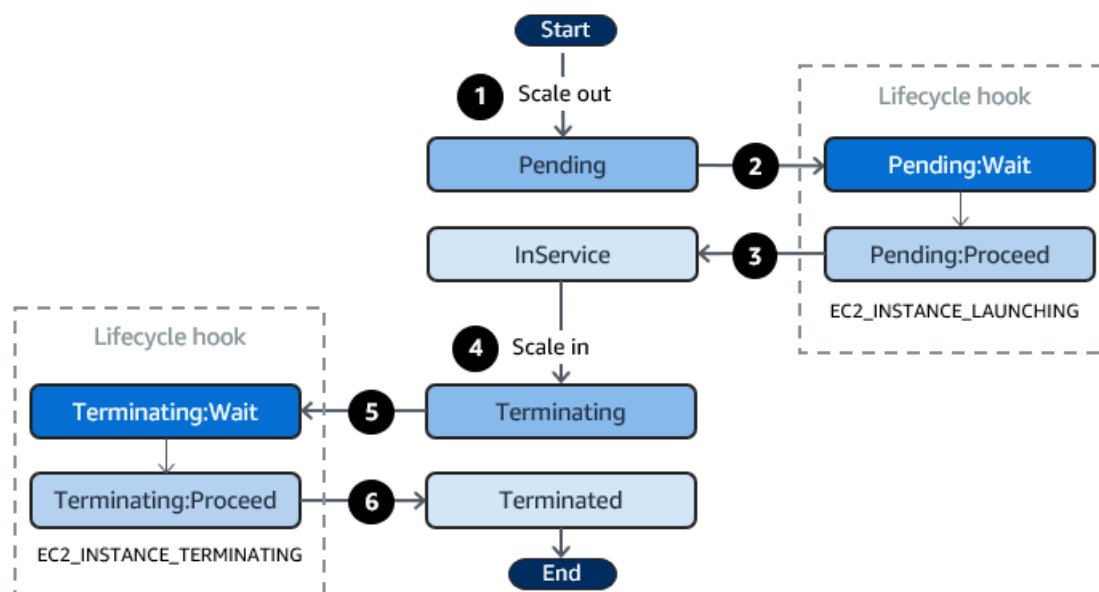 Start
1 Scale out
Lifecycle hook
Pending
2
Pending:Wait
InService
3
Pending:Proceed
EC2_INSTANCE_LAUNCHING
Lifecycle hook
4 Scale in
Terminating:Wait
5
Terminating
Terminating:Proceed
6
Terminated
EC2_INSTANCE_TERMINATING
End